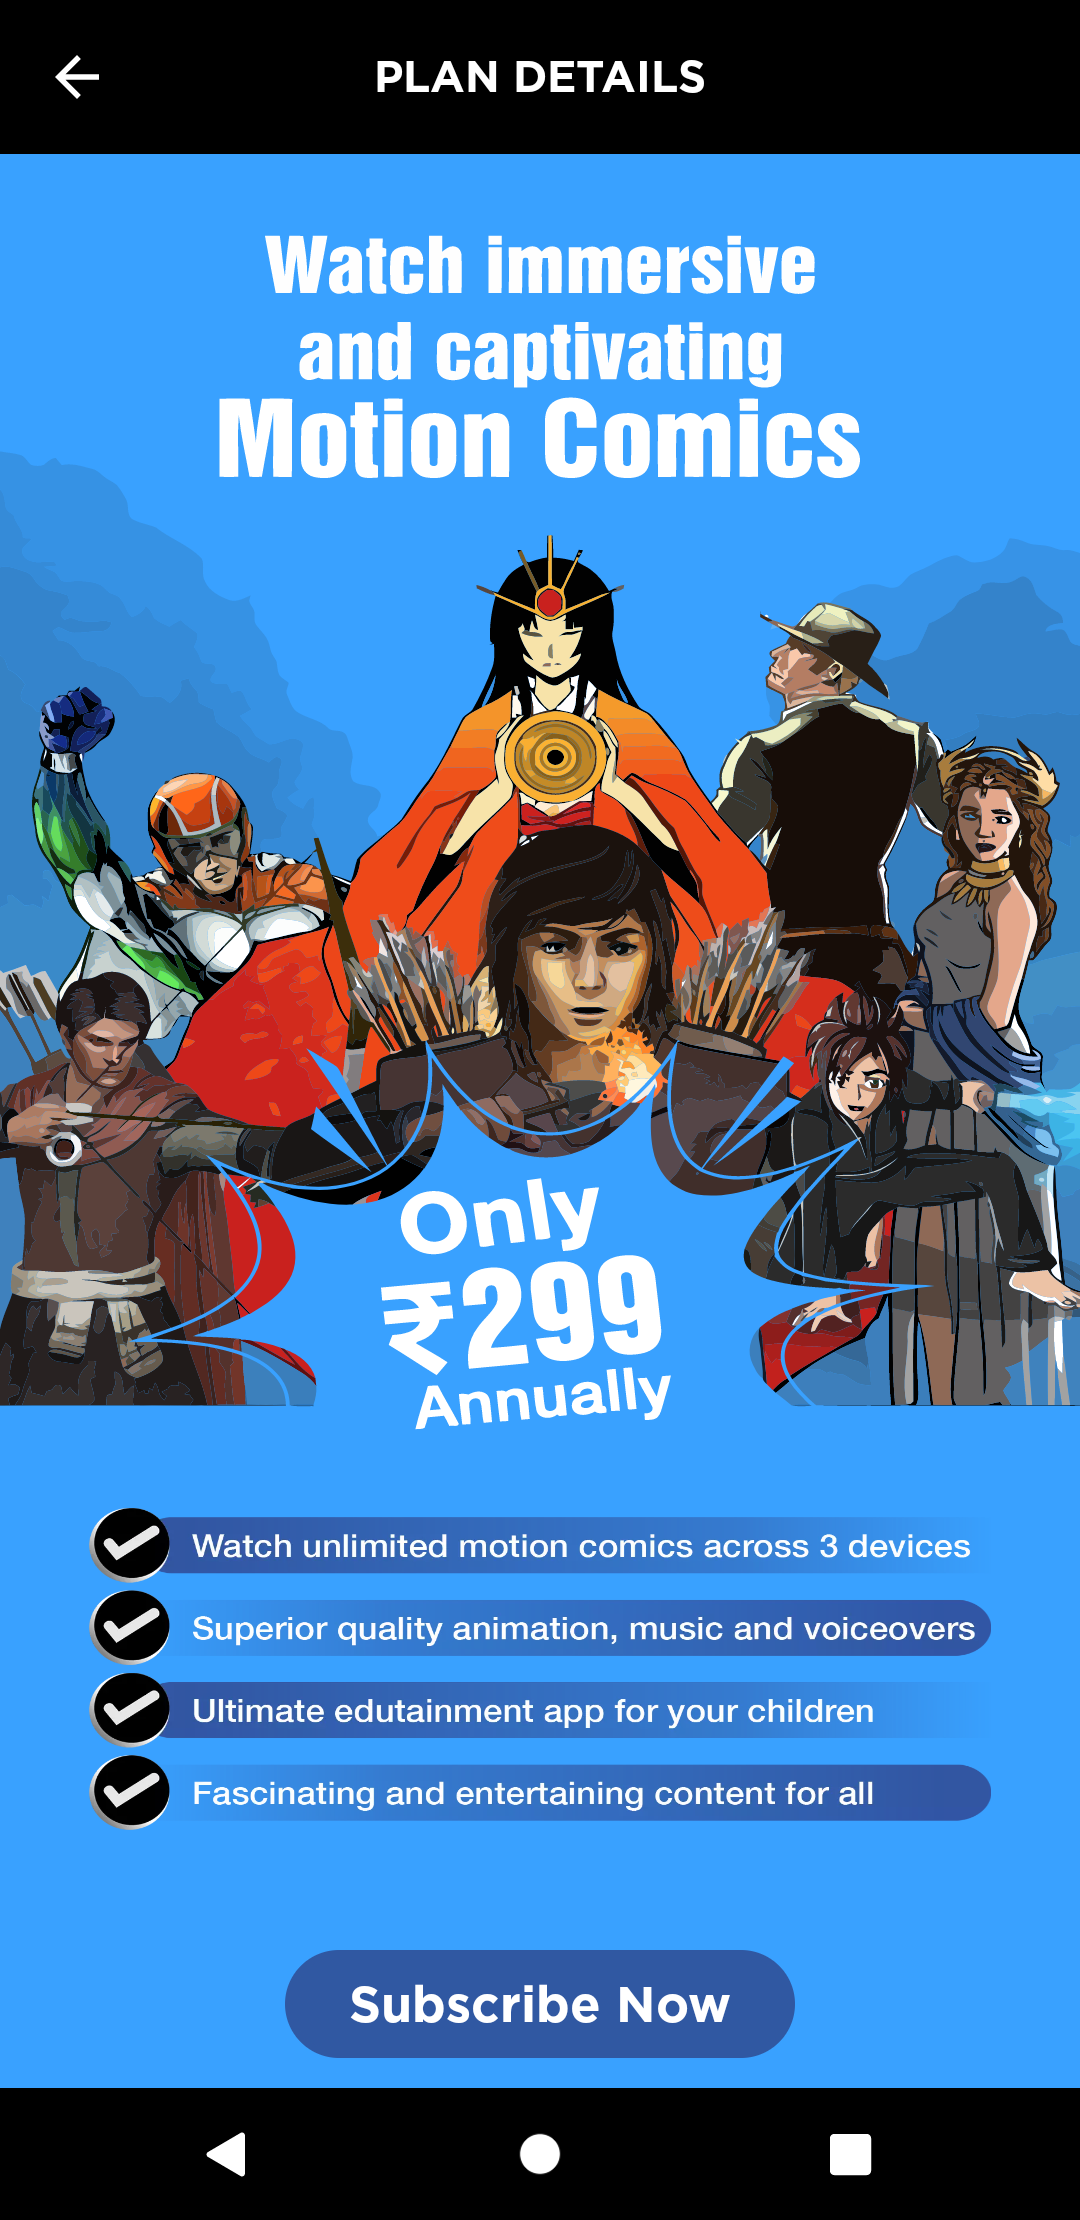 PLAN DETAILS
Watch immersive
and captivating
Motion Comics
Only
₹299
Annually
Watch unlimited motion comics across 3 devices
Superior quality animation, music and voiceovers
Ultimate edutainment app for your children
Fascinating and entertaining content for all
Subscribe Now